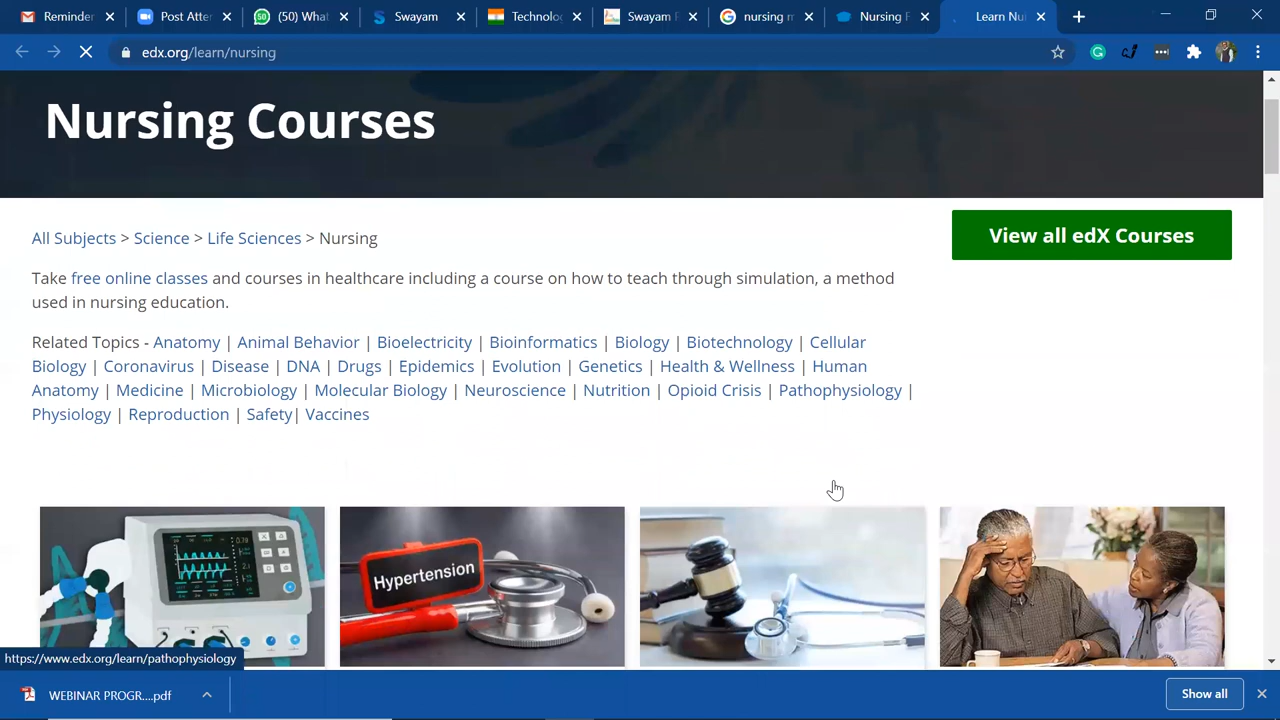 Reminder
Post Atter
(50) What
Swayam
Technolog
Swayam P
nursing m
Nursing P
Learn Nur
edx.org/learn/nursing
Nursing Courses
All Subjects > Science > Life Sciences > Nursing
View all edX Courses
Take free online classes and courses in healthcare including a course on how to teach through simulation, a method
used in nursing education.
Related Topics - Anatomy | Animal Behavior | Bioelectricity | Bioinformatics | Biology | Biotechnology | Cellular
Biology | Coronavirus | Disease | DNA | Drugs | Epidemics | Evolution | Genetics | Health & Wellness | Human
Anatomy | Medicine | Microbiology | Molecular Biology | Neuroscience | Nutrition | Opioid Crisis | Pathophysiology |
Physiology | Reproduction | Safety| Vaccines
Hypertension
https://www.edx.org/learn/pathophysiology
WEBINAR PROGR....pdf
Show all